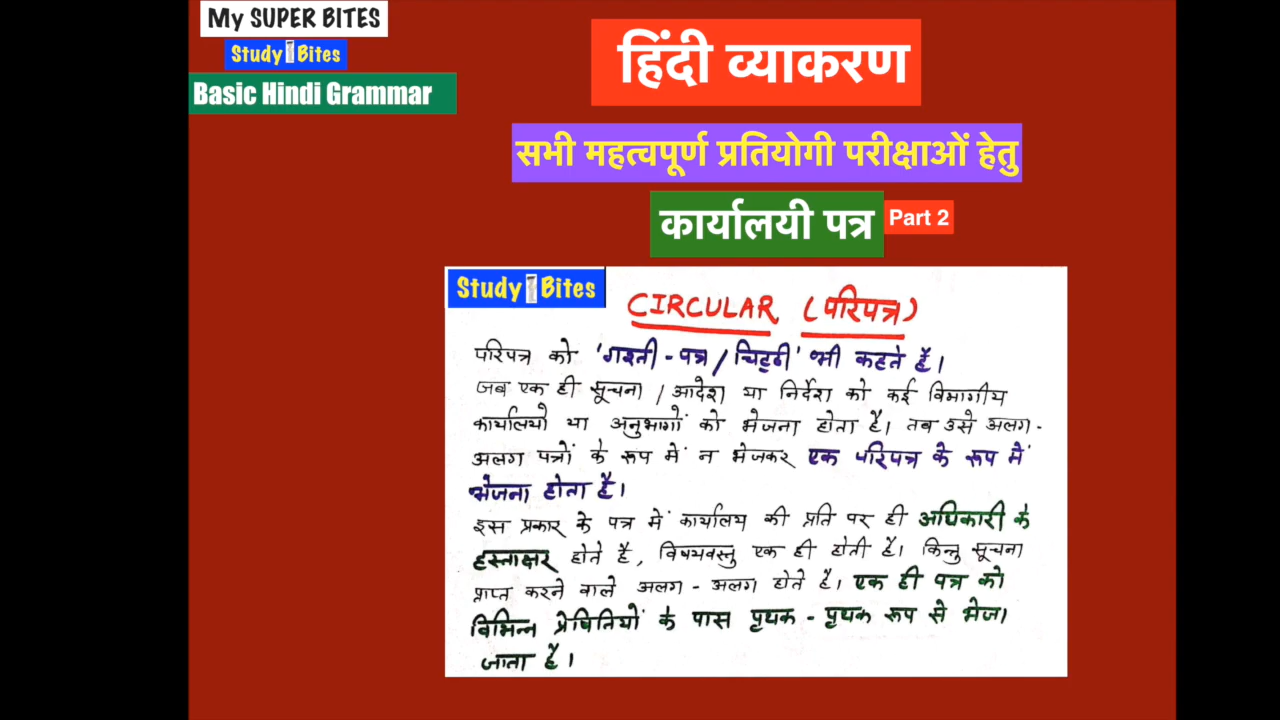 My SUPER BITES
Study Bites
Basic Hindi Grammar
हिंदी व्याकरण
सभी महत्वपूर्ण प्रतियोगी परीक्षाओं हेतु
कार्यालयी पत्र Part 2
Study Bites
CIRCULAR (परिपत्र)
परिपत्र को 'गश्ती - पत्र / चिट्ठी' भी कहते हैं।
जब एक ही सूचना / आदेश या निर्देश को कई विभागीय
कार्यालयो या अनुभागों को भेजना होता है। तब उसे अलग -
अलग पत्रों के रूप में न भेजकर एक परिपत्र के रूप में
भेजना होता है।
इस प्रकार के पत्र में कार्यालय की प्रति पर ही अधिकारी के
हस्ताक्षर होते है, विषयवस्तु एक ही होती है। किन्तु सूचना
प्राप्त करने वाले अलग - अलग होते है। एक ही पत्र को
विभिन्न प्रेषितियों के पास पृथक - पृथक रूप से भेजा
जाता है।